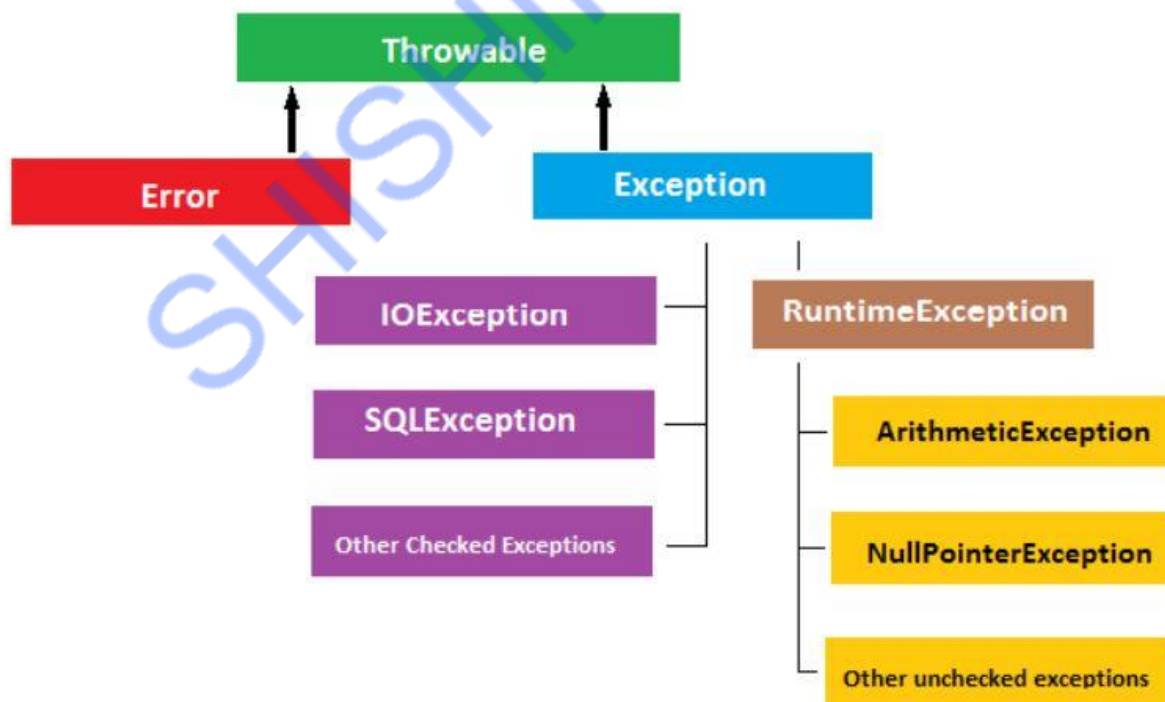 Throwable
Error
Exception
IOException
SQLException
Other Checked Exceptions
RuntimeException
ArithmeticException
NullPointerException
Other unchecked exceptions